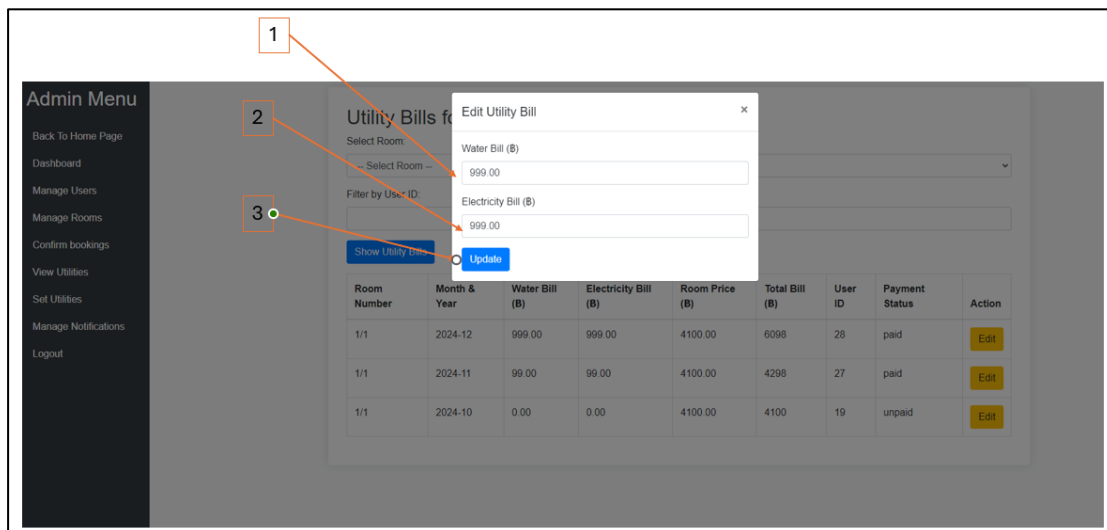 1
2
3
Admin Menu
Back To Home Page
Dashboard
Manage Users
Manage Rooms
Confirm bookings
View Utilities
Set Utilities
Manage Notifications
Logout
Utility Bills
Select Room:
-- Select Room --
Filter by User ID:
Show Utility Bills
Edit Utility Bill ×
Water Bill (฿)
999.00
Electricity Bill (฿)
999.00
Update
Room Number Month & Year Water Bill (B) Electricity Bill (B) Room Price (B) Total Bill (B) User ID Payment Status Action
1/1 2024-12 999.00 999.00 4100.00 6098 28 paid Edit
1/1 2024-11 99.00 99.00 4100.00 4298 27 paid Edit
1/1 2024-10 0.00 0.00 4100.00 4100 19 unpaid Edit